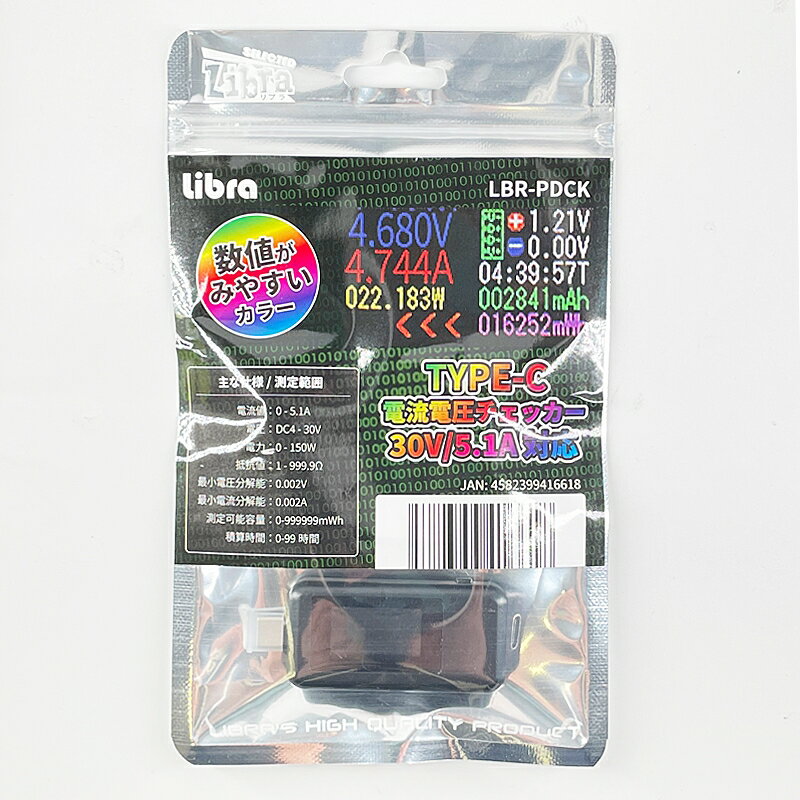 SELECTED
Libra
リブラ
Libra
LBR-PDCK
数値が
みやすい
カラー
4.680V
4.744A
022.183W
<<<
+ 1.21V
- 0.00V
04:39:57T
002841mAh
016252mWh
TYPE-C
電流電圧チェッカー
30V/5.1A 対応
主な仕様 / 測定範囲
電流値 : 0 - 5.1A
電圧 : DC4 - 30V
電力 : 0 - 150W
抵抗値 : 1 - 999.9Ω
最小電圧分解能 : 0.002V
最小電流分解能 : 0.002A
測定可能容量 : 0-999999mWh
積算時間 : 0-99 時間
JAN: 4582399416618
LIBRA'S HIGH QUALITY PRODUCT